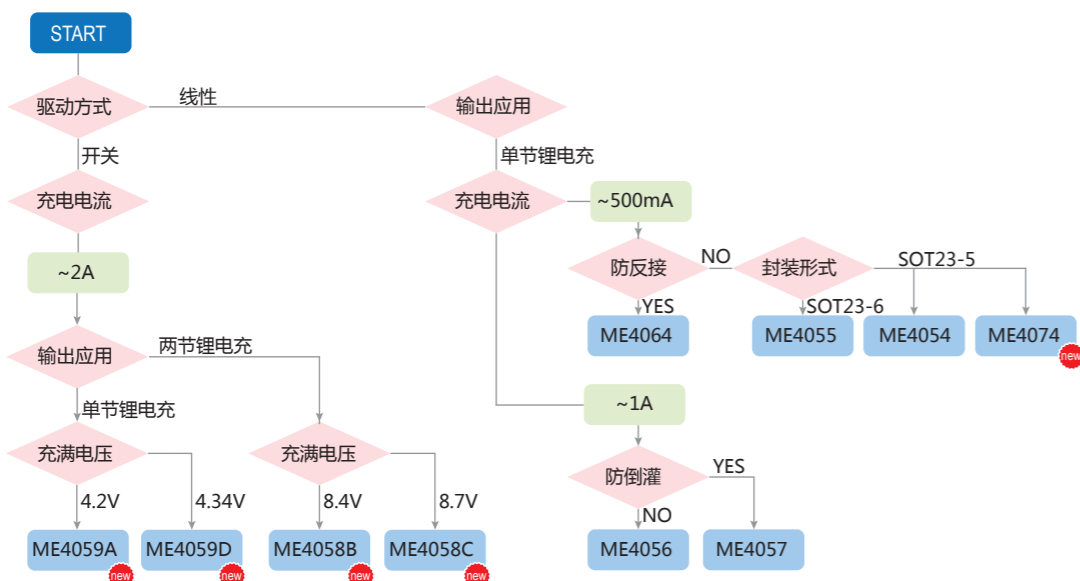 START
驱动方式
线性
输出应用
开关
单节锂电充
充电电流
充电电流
~500mA
~2A
防反接
NO
封装形式
SOT23-5
YES
SOT23-6
ME4064
ME4055
ME4054
ME4074
new
输出应用
两节锂电充
单节锂电充
~1A
充满电压
充满电压
防倒灌
YES
4.2V
4.34V
8.4V
8.7V
NO
ME4059A
new
ME4059D
new
ME4058B
new
ME4058C
new
ME4056
ME4057